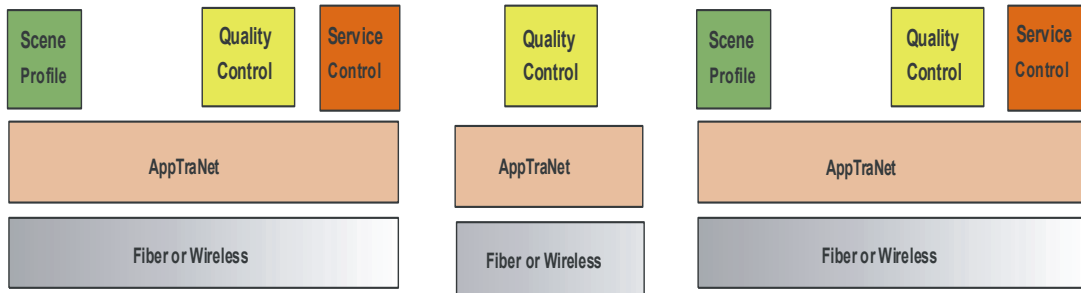 Scene
Profile
Quality
Control
Service
Control
Quality
Control
Scene
Profile
Quality
Control
Service
Control
AppTraNet
AppTraNet
AppTraNet
Fiber or Wireless
Fiber or Wireless
Fiber or Wireless